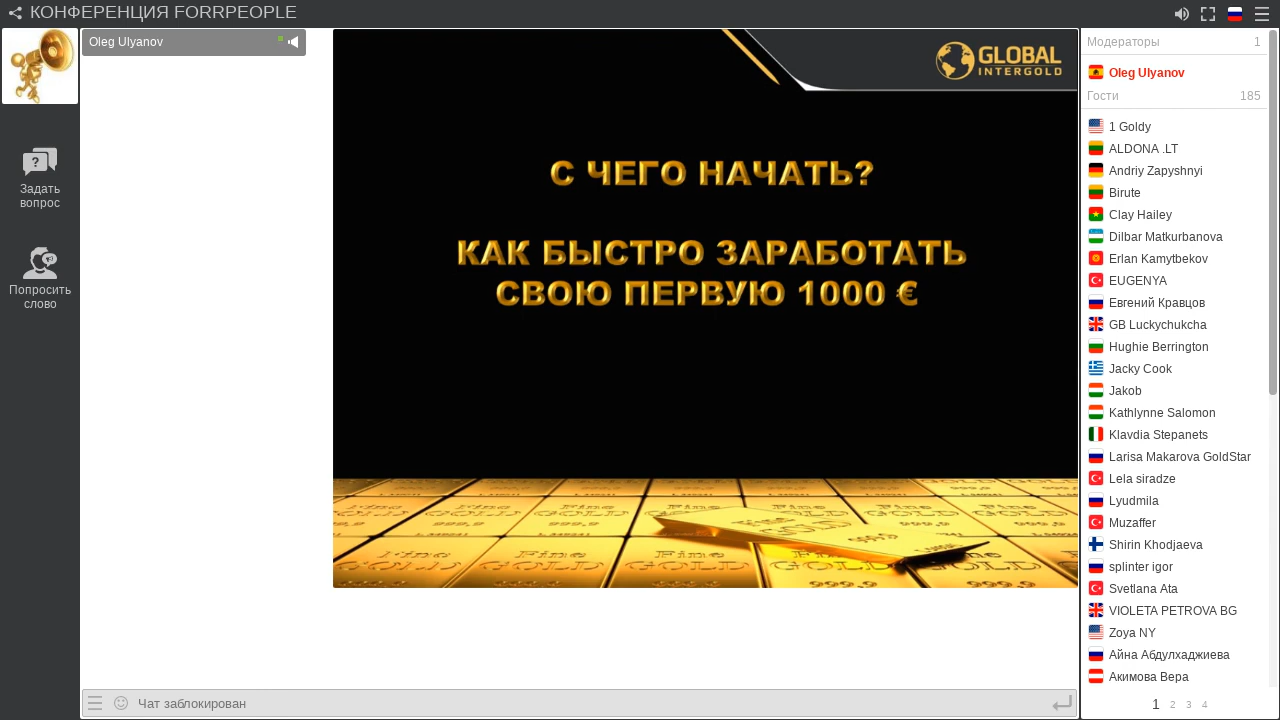 КОНФЕРЕНЦИЯ FORRPEOPLE
Задать
вопрос
Попросить
слово
Oleg Ulyanov
GLOBAL
INTERGOLD
С ЧЕГО НАЧАТЬ?
КАК БЫСТРО ЗАРАБОТАТЬ
СВОЮ ПЕРВУЮ 1000 €
Fine
GOLD
999,9
Чат заблокирован
Модераторы 1
Oleg Ulyanov
Гости 185
1 Goldy
ALDONA .LT
Andriy Zapyshnyi
Birute
Clay Hailey
Dilbar Matkurbanova
Erlan Kamytbekov
EUGENYA
Евгений Кравцов
GB Luckychukcha
Hughie Berrington
Jacky Cook
Jakob
Kathlynne Salomon
Klavdia Stepanets
Larisa Makarova GoldStar
Lela siradze
Lyudmila
Muzaffer
Shirin Khodjaeva
splinter igor
Svetlana Ata
VIOLETA PETROVA BG
Zoya NY
Айна Абдулхаджиева
Акимова Вера
1 2 3 4